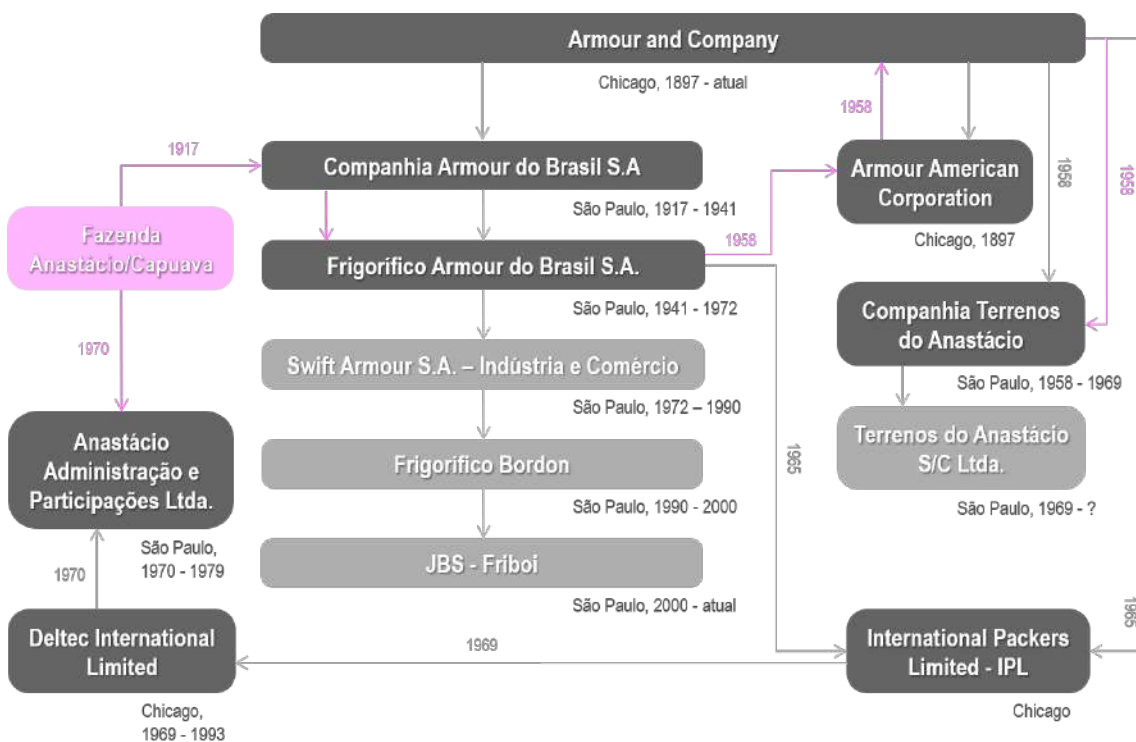 Armour and Company
Chicago, 1897 - atual
1958
1917
Companhia Armour do Brasil S.A
Armour American
Corporation
1958
1958
São Paulo, 1917 - 1941
Fazenda
Anastácio/Capuava
1958
Chicago, 1897
Frigorífico Armour do Brasil S.A.
São Paulo, 1941 - 1972
Companhia Terrenos
do Anastácio
1970
Swift Armour S.A. – Indústria e Comércio
São Paulo, 1958 - 1969
São Paulo, 1972 – 1990
Anastácio
Administração e
Participações Ltda.
Terrenos do Anastácio
S/C Ltda.
Frigorífico Bordon
1965
São Paulo, 1990 - 2000
São Paulo, 1969 - ?
São Paulo,
1970 - 1979
JBS - Friboi
1970
São Paulo, 2000 - atual
1965
Deltec International
Limited
1969
International Packers
Limited - IPL
Chicago,
1969 - 1993
Chicago